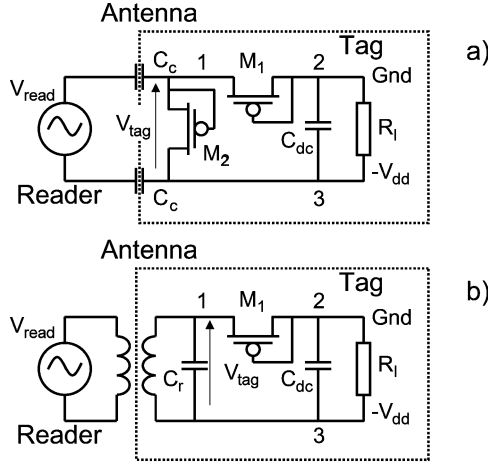 Antenna
Tag
a)
C_c 1 M_1 2 Gnd
V_read
V_tag
M_2
C_dc
R_l
-V_dd
C_c
3
Reader
Antenna
Tag
b)
1 M_1 2 Gnd
V_read
C_r
V_tag
C_dc
R_l
-V_dd
Reader
3